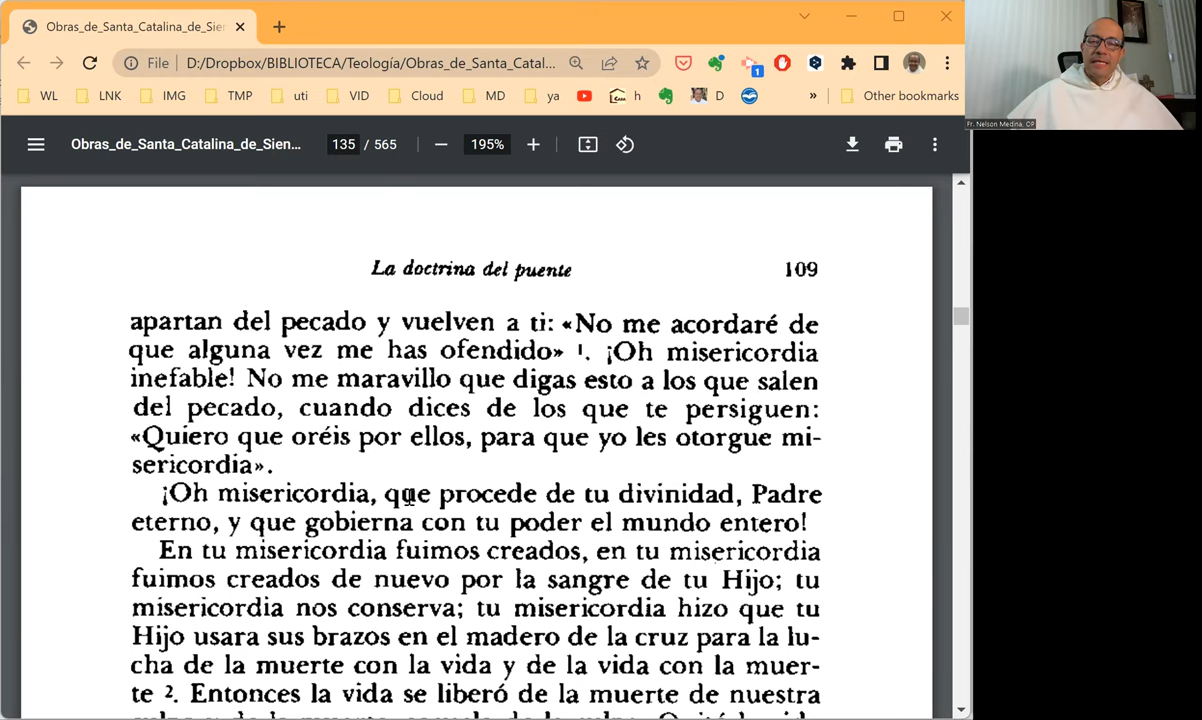 Obras_de_Santa_Catalina_de_Sie
File D:/Dropbox/BIBLIOTECA/Teología/Obras_de_Santa_Catal...
WL LNK IMG TMP uti VID Cloud MD ya h D » Other bookmarks
Fr. Nelson Medina, OP
Obras_de_Santa_Catalina_de_Sien... 135 / 565 195%
La doctrina del puente 109
apartan del pecado y vuelven a ti: «No me acordaré de
que alguna vez me has ofendido» 1. ¡Oh misericordia
inefable! No me maravillo que digas esto a los que salen
del pecado, cuando dices de los que te persiguen:
«Quiero que oréis por ellos, para que yo les otorgue mi-
sericordia».
¡Oh misericordia, que procede de tu divinidad, Padre
eterno, y que gobierna con tu poder el mundo entero!
En tu misericordia fuimos creados, en tu misericordia
fuimos creados de nuevo por la sangre de tu Hijo; tu
misericordia nos conserva; tu misericordia hizo que tu
Hijo usara sus brazos en el madero de la cruz para la lu-
cha de la muerte con la vida y de la vida con la muer-
te 2. Entonces la vida se liberó de la muerte de nuestra